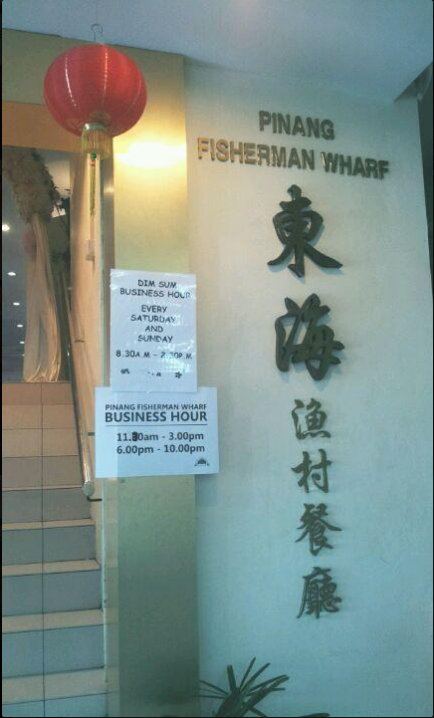 PINANG
FISHERMAN WHARF
東海漁村餐廳
DIM SUM
BUSINESS HOUR
EVERY
SATURDAY
AND
SUNDAY
8.30A.M - 2.30P.M
PINANG FISHERMAN WHARF
BUSINESS HOUR
11.30am - 3.00pm
6.00pm - 10.00pm